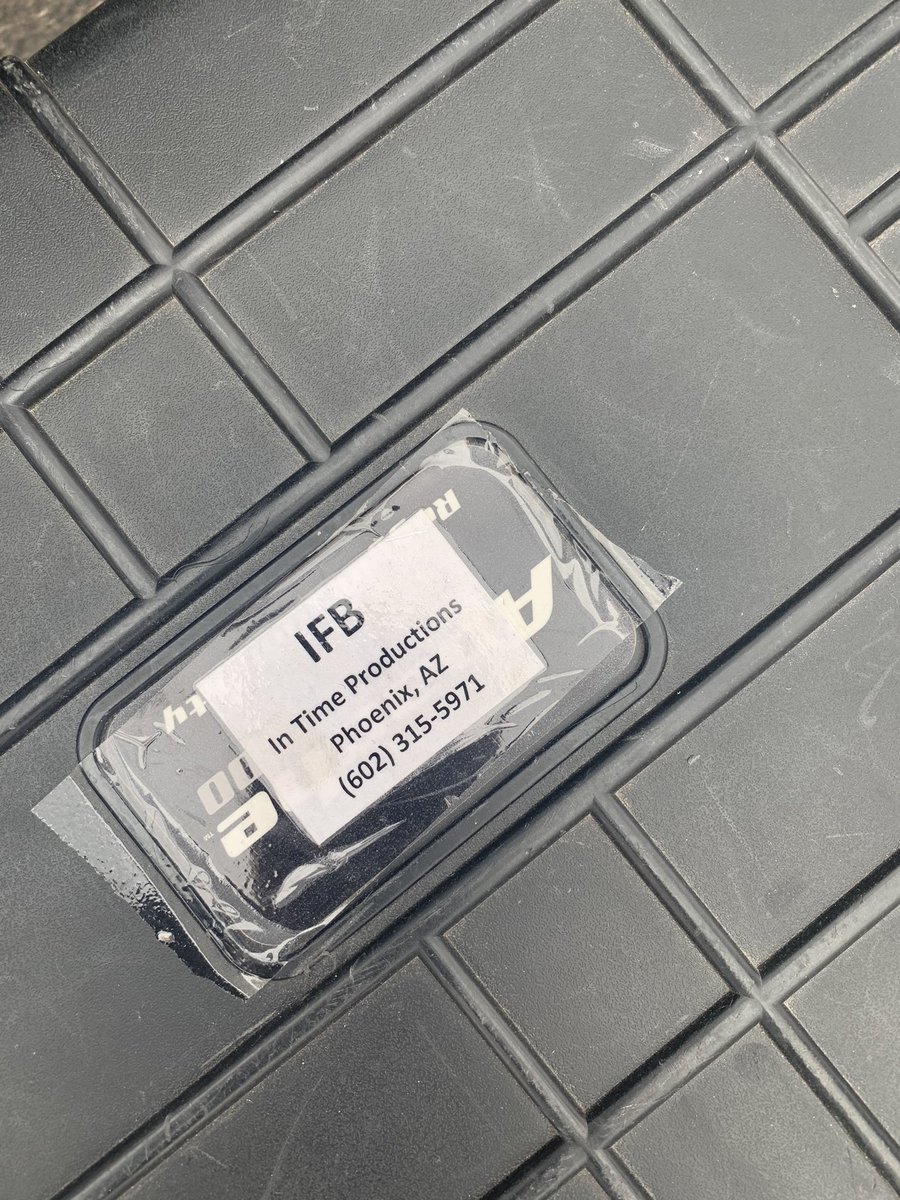 IFB
In Time Productions
Phoenix, AZ
(602) 315-5971